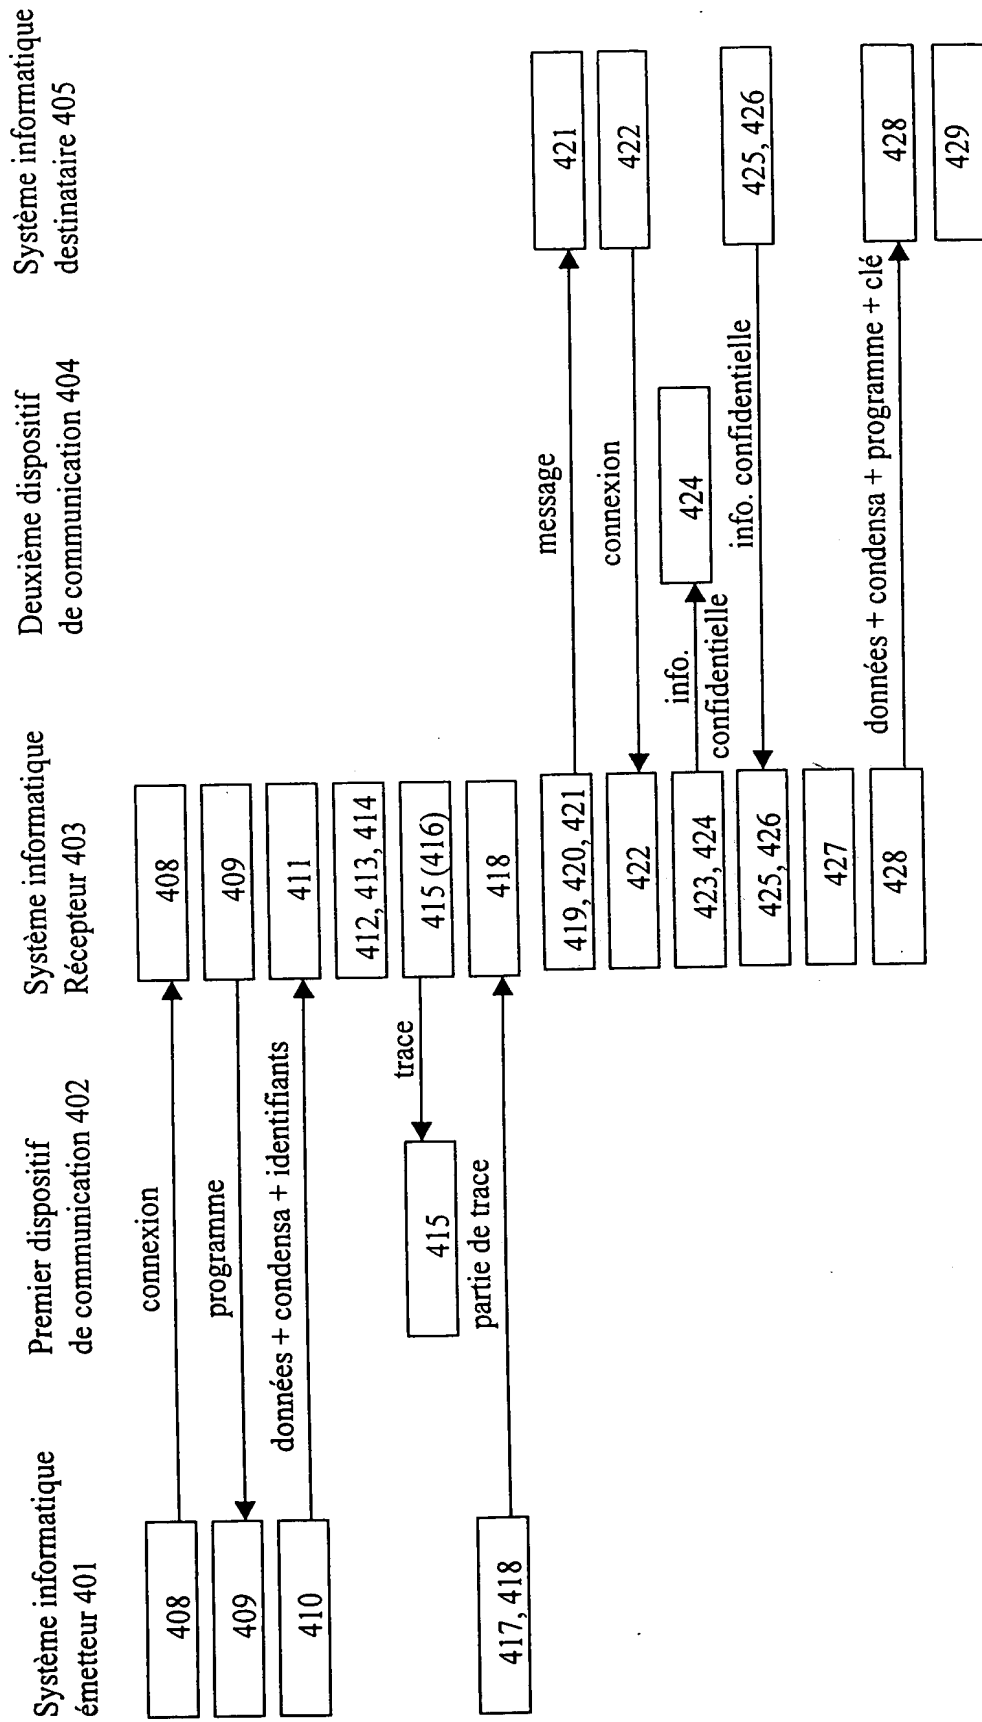 Système informatique
émetteur 401
Premier dispositif
de communication 402
Système informatique
Récepteur 403
Deuxième dispositif
de communication 404
Système informatique
destinataire 405
408
connexion
408
409
programme
409
410
données + condensa + identifiants
411
412, 413, 414
415
trace
415 (416)
417, 418
partie de trace
418
419, 420, 421
message
421
422
connexion
422
423, 424
info.
confidentielle
424
425, 426
info. confidentielle
425, 426
427
428
données + condensa + programme + clé
428
429